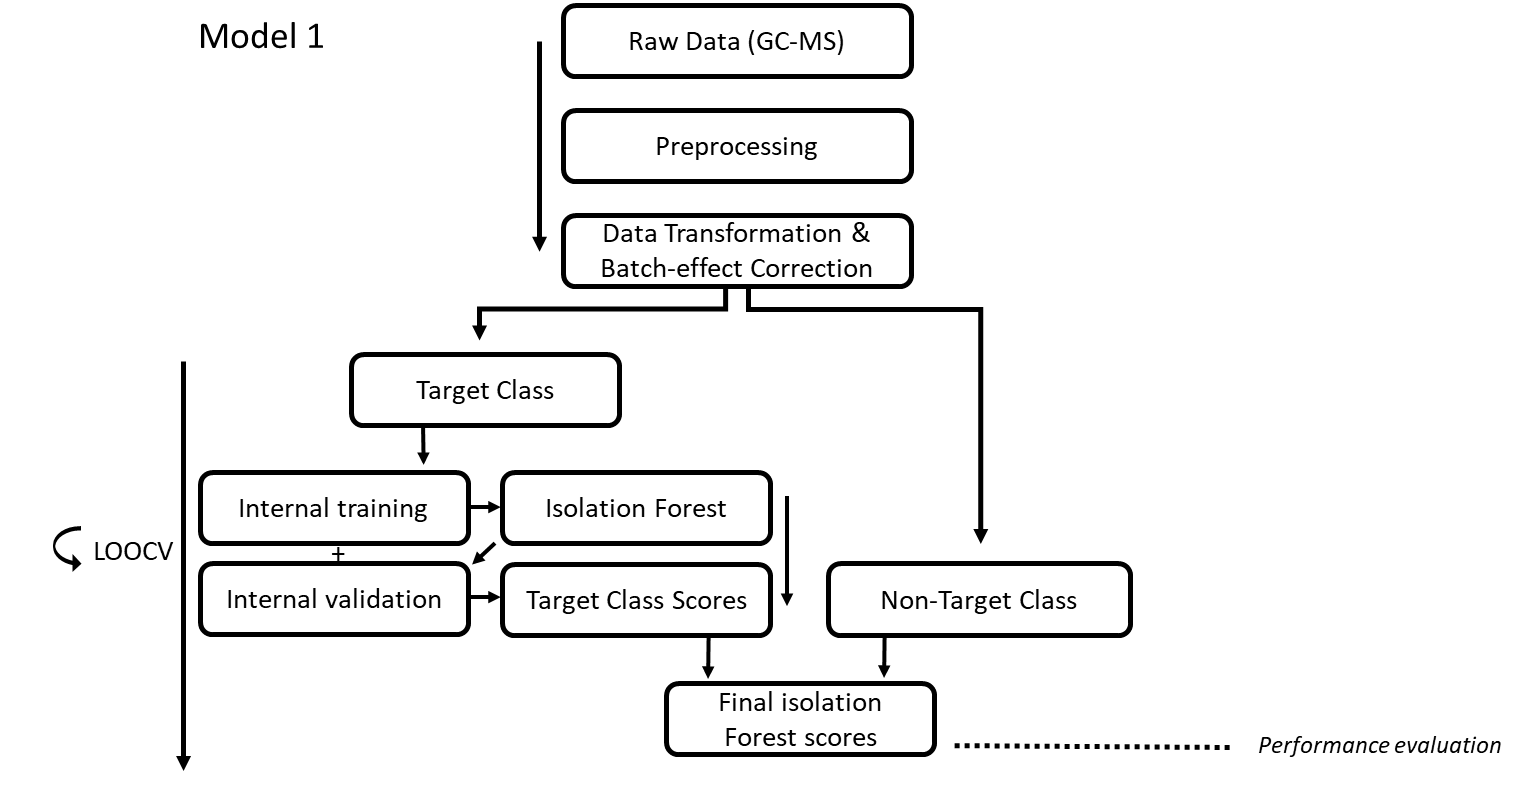 Model 1
Raw Data (GC-MS)
Preprocessing
Data Transformation &
Batch-effect Correction
Target Class
Internal training
Isolation Forest
+
LOOCV
Internal validation
Target Class Scores
Non-Target Class
Final isolation
Forest scores
Performance evaluation